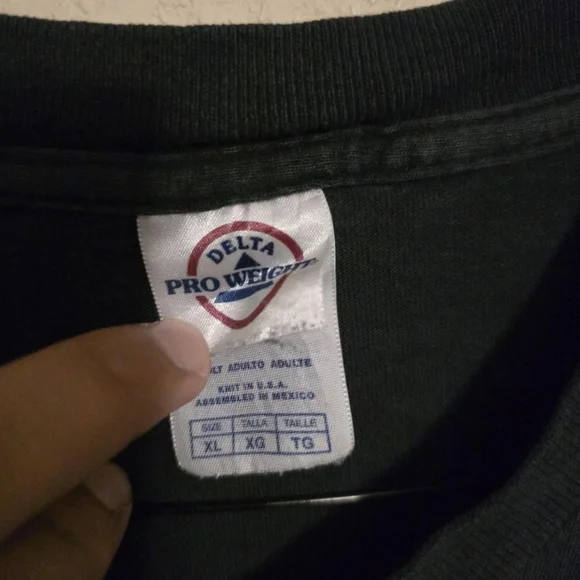 DELTA
PRO WEIGHT
ADULTO ADULTE
KNIT IN U.S.A.
ASSEMBLED IN MEXICO
SIZE TALLA TAILLE
XL XG TG